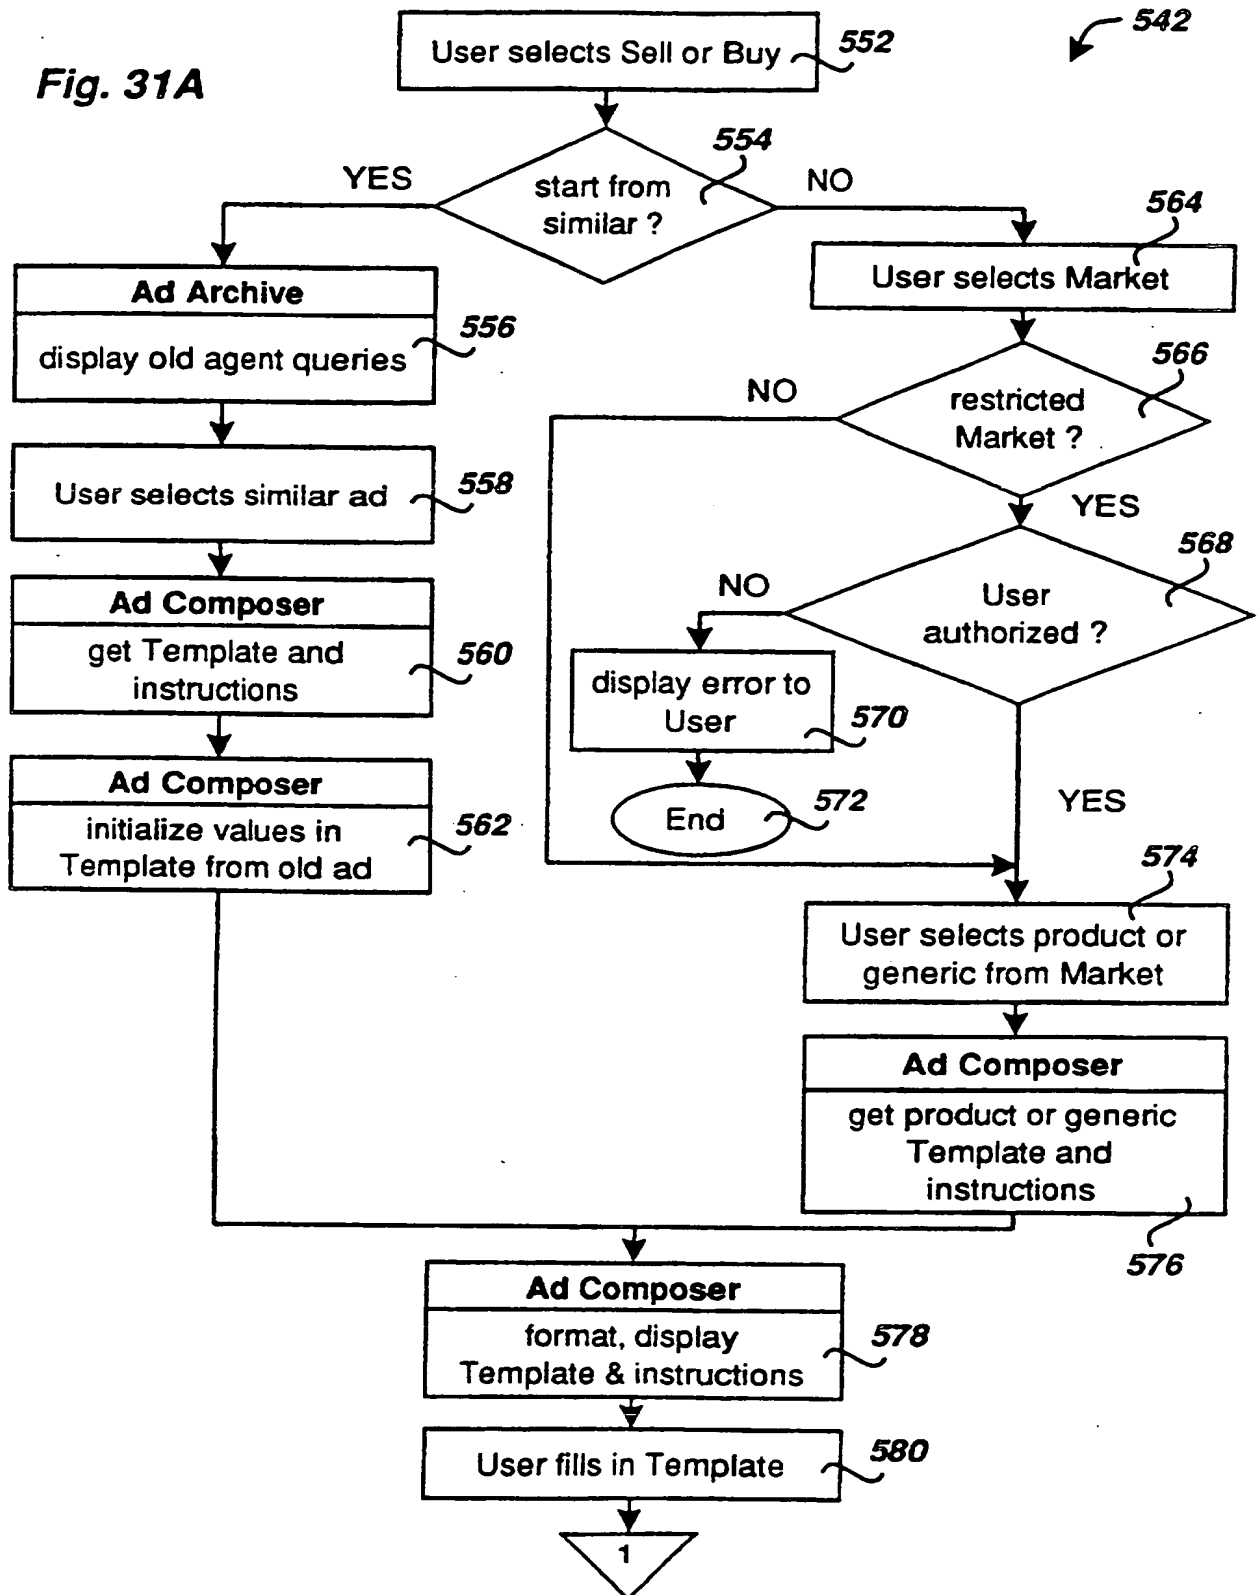 542
User selects Sell or Buy
552
Fig. 31A
554
YES
start from
similar ?
NO
564
Ad Archive
User selects Market
display old agent queries
556
566
NO
restricted
Market ?
User selects similar ad
558
YES
568
Ad Composer
NO
User
authorized ?
get Template and
instructions
560
display error to
User
570
Ad Composer
End
572
YES
initialize values in
Template from old ad
562
574
User selects product or
generic from Market
Ad Composer
get product or generic
Template and
instructions
576
Ad Composer
format, display
Template & instructions
578
User fills in Template
580
1